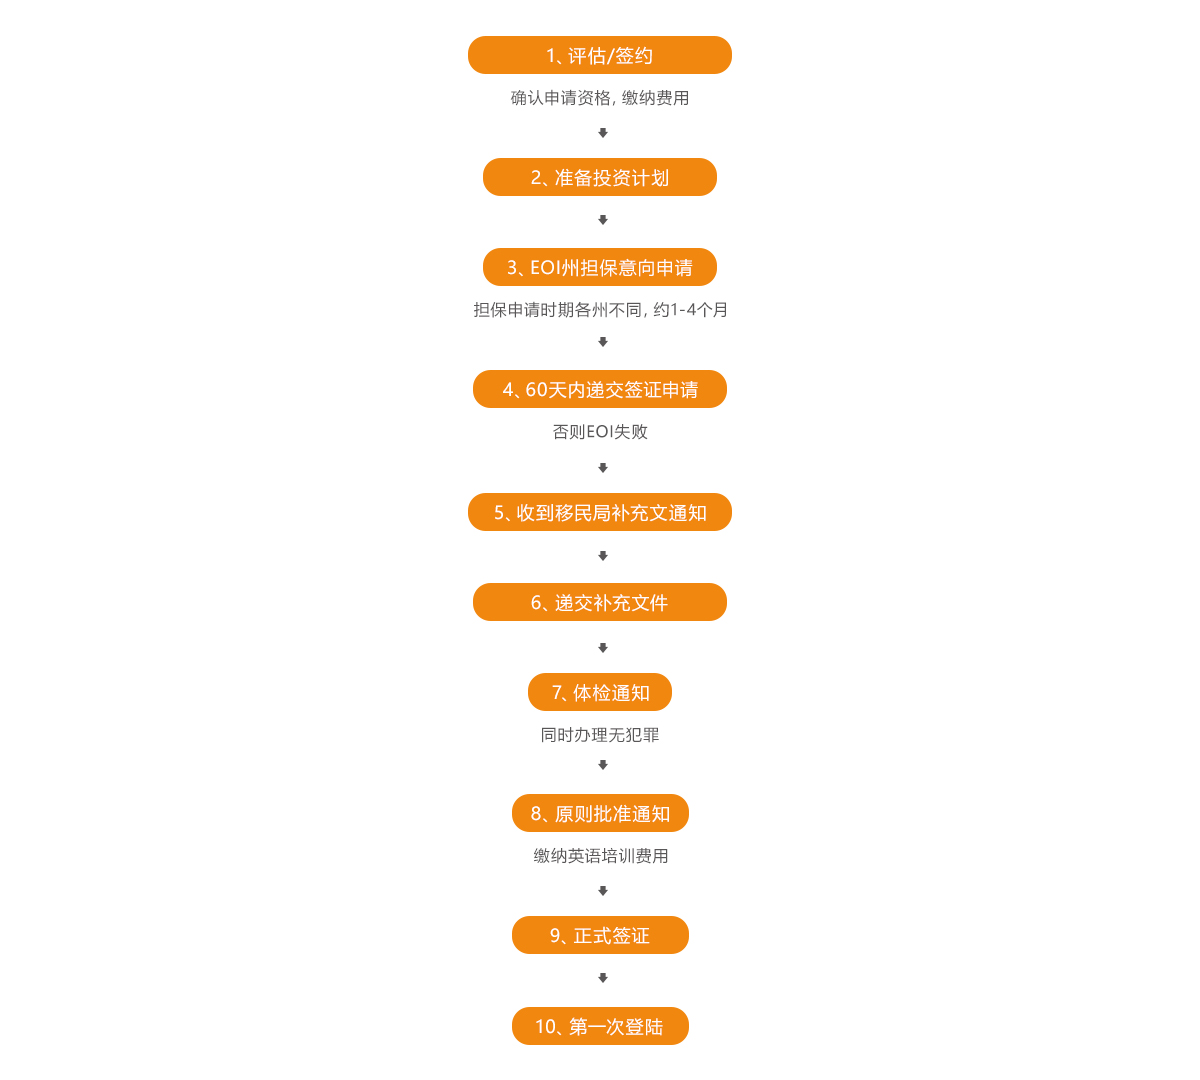 1、评估/签约
确认申请资格, 缴纳费用
2、准备投资计划
3、EOI州担保意向申请
担保申请时期各州不同, 约1-4个月
4、60天内递交签证申请
否则EOI失败
5、收到移民局补充文通知
6、递交补充文件
7、体检通知
同时办理无犯罪
8、原则批准通知
缴纳英语培训费用
9、正式签证
10、第一次登陆